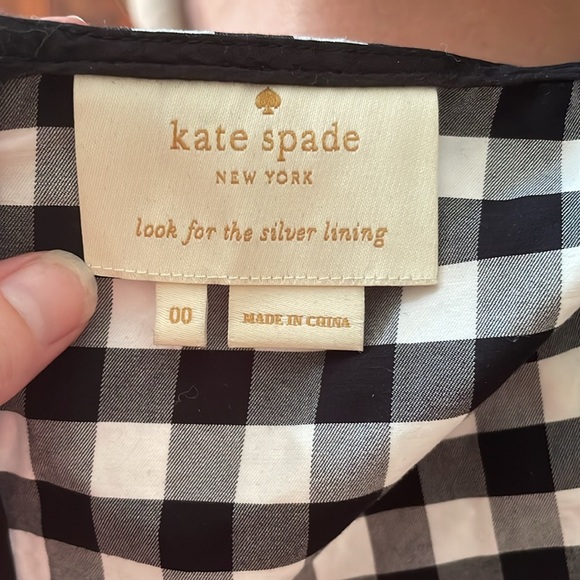 kate spade
NEW YORK
look for the silver lining
00
MADE IN CHINA